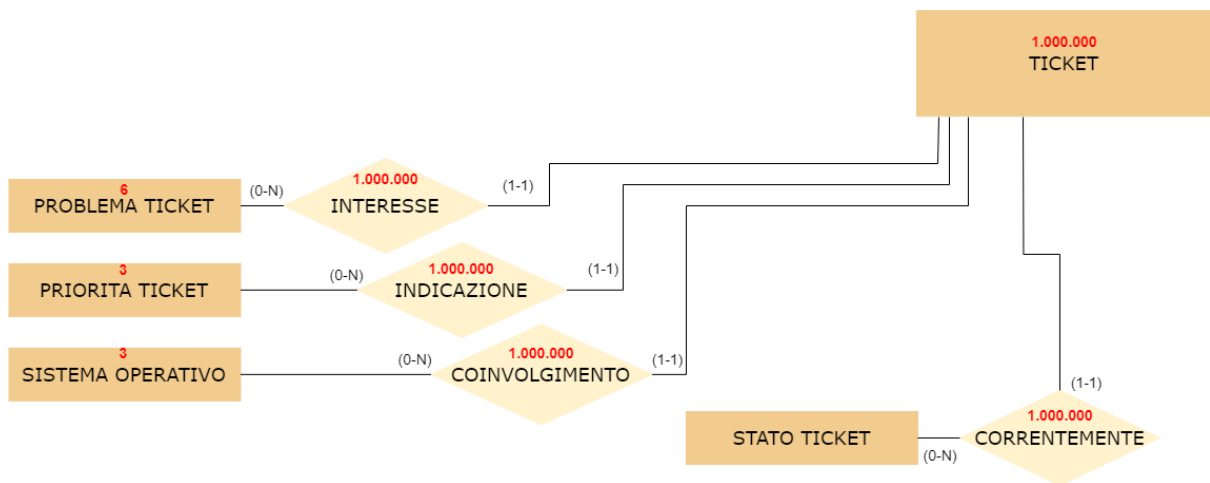 1.000.000
TICKET
6
PROBLEMA TICKET
(0-N)
1.000.000
INTERESSE
(1-1)
3
PRIORITA TICKET
(0-N)
1.000.000
INDICAZIONE
(1-1)
3
SISTEMA OPERATIVO
(0-N)
1.000.000
COINVOLGIMENTO
(1-1)
STATO TICKET
(0-N)
1.000.000
CORRENTEMENTE
(1-1)